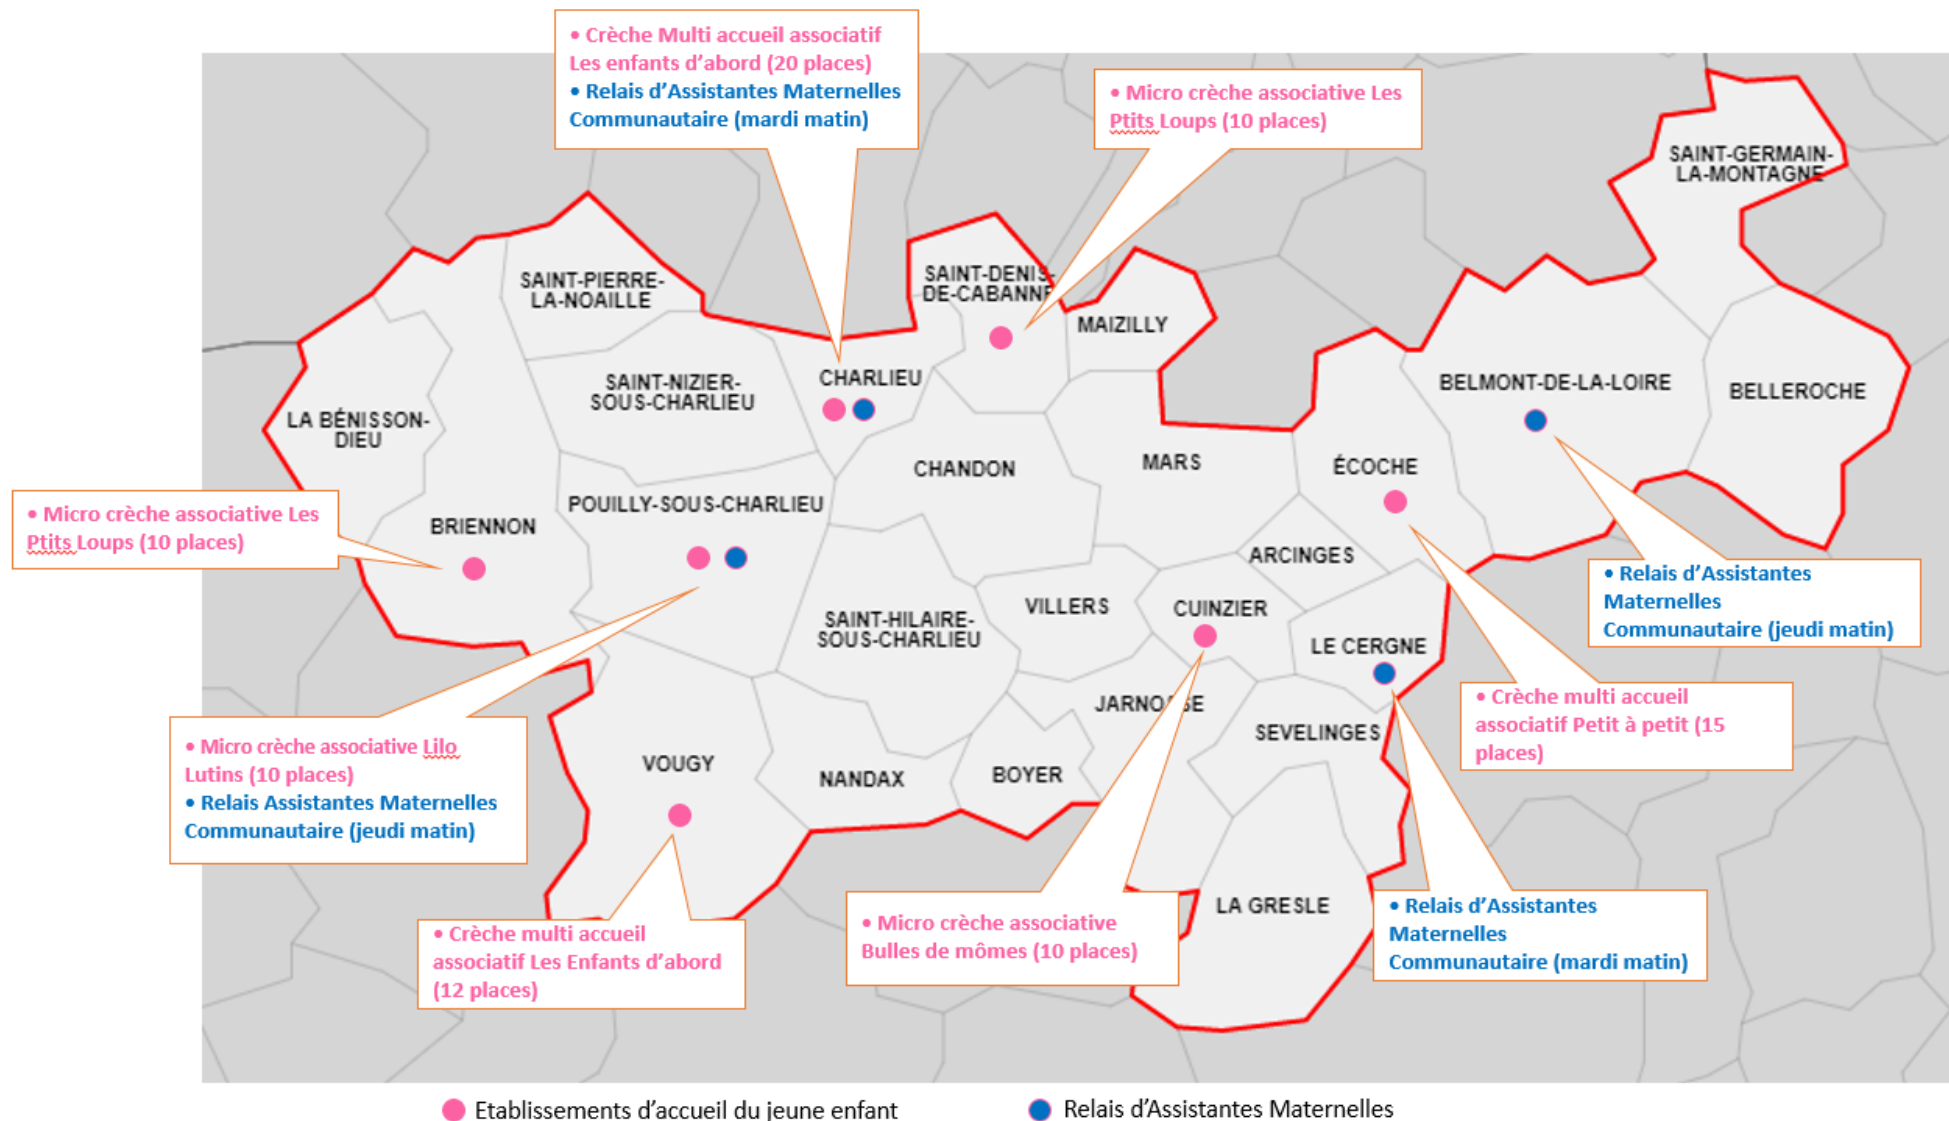 • Crèche Multi accueil associatif
Les enfants d’abord (20 places)
• Relais d’Assistantes Maternelles
Communautaire (mardi matin)
• Micro crèche associative Les
Ptits Loups (10 places)
SAINT-GERMAIN-
LA-MONTAGNE
SAINT-PIERRE-
LA-NOAILLE
SAINT-DENIS-
DE-CABANNE
MAIZILLY
SAINT-NIZIER-
SOUS-CHARLIEU
CHARLIEU
BELMONT-DE-LA-LOIRE
BELLEROCHE
LA BÉNISSON-
DIEU
CHANDON
MARS
ÉCOCHE
POUILLY-SOUS-CHARLIEU
BRIENNON
• Micro crèche associative Les
Ptits Loups (10 places)
ARCINGES
• Relais d’Assistantes
Maternelles
Communautaire (jeudi matin)
VILLERS
CUINZIER
SAINT-HILAIRE-
SOUS-CHARLIEU
LE CERGNE
JARNOSSE
SEVELINGES
• Crèche multi accueil
associatif Petit à petit (15
places)
• Micro crèche associative Lilo
Lutins (10 places)
• Relais Assistantes Maternelles
Communautaire (jeudi matin)
VOUGY
NANDAX
BOYER
LA GRESLE
• Crèche multi accueil
associatif Les Enfants d’abord
(12 places)
• Micro crèche associative
Bulles de mômes (10 places)
• Relais d’Assistantes
Maternelles
Communautaire (mardi matin)
Etablissements d’accueil du jeune enfant
Relais d’Assistantes Maternelles